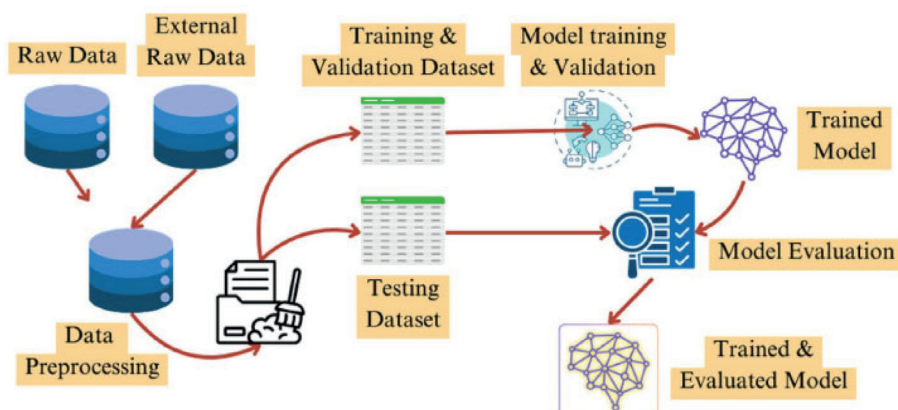 Raw Data
External
Raw Data
Training &
Validation Dataset
Model training
& Validation
Trained
Model
Model Evaluation
Testing
Dataset
Data
Preprocessing
Trained &
Evaluated Model